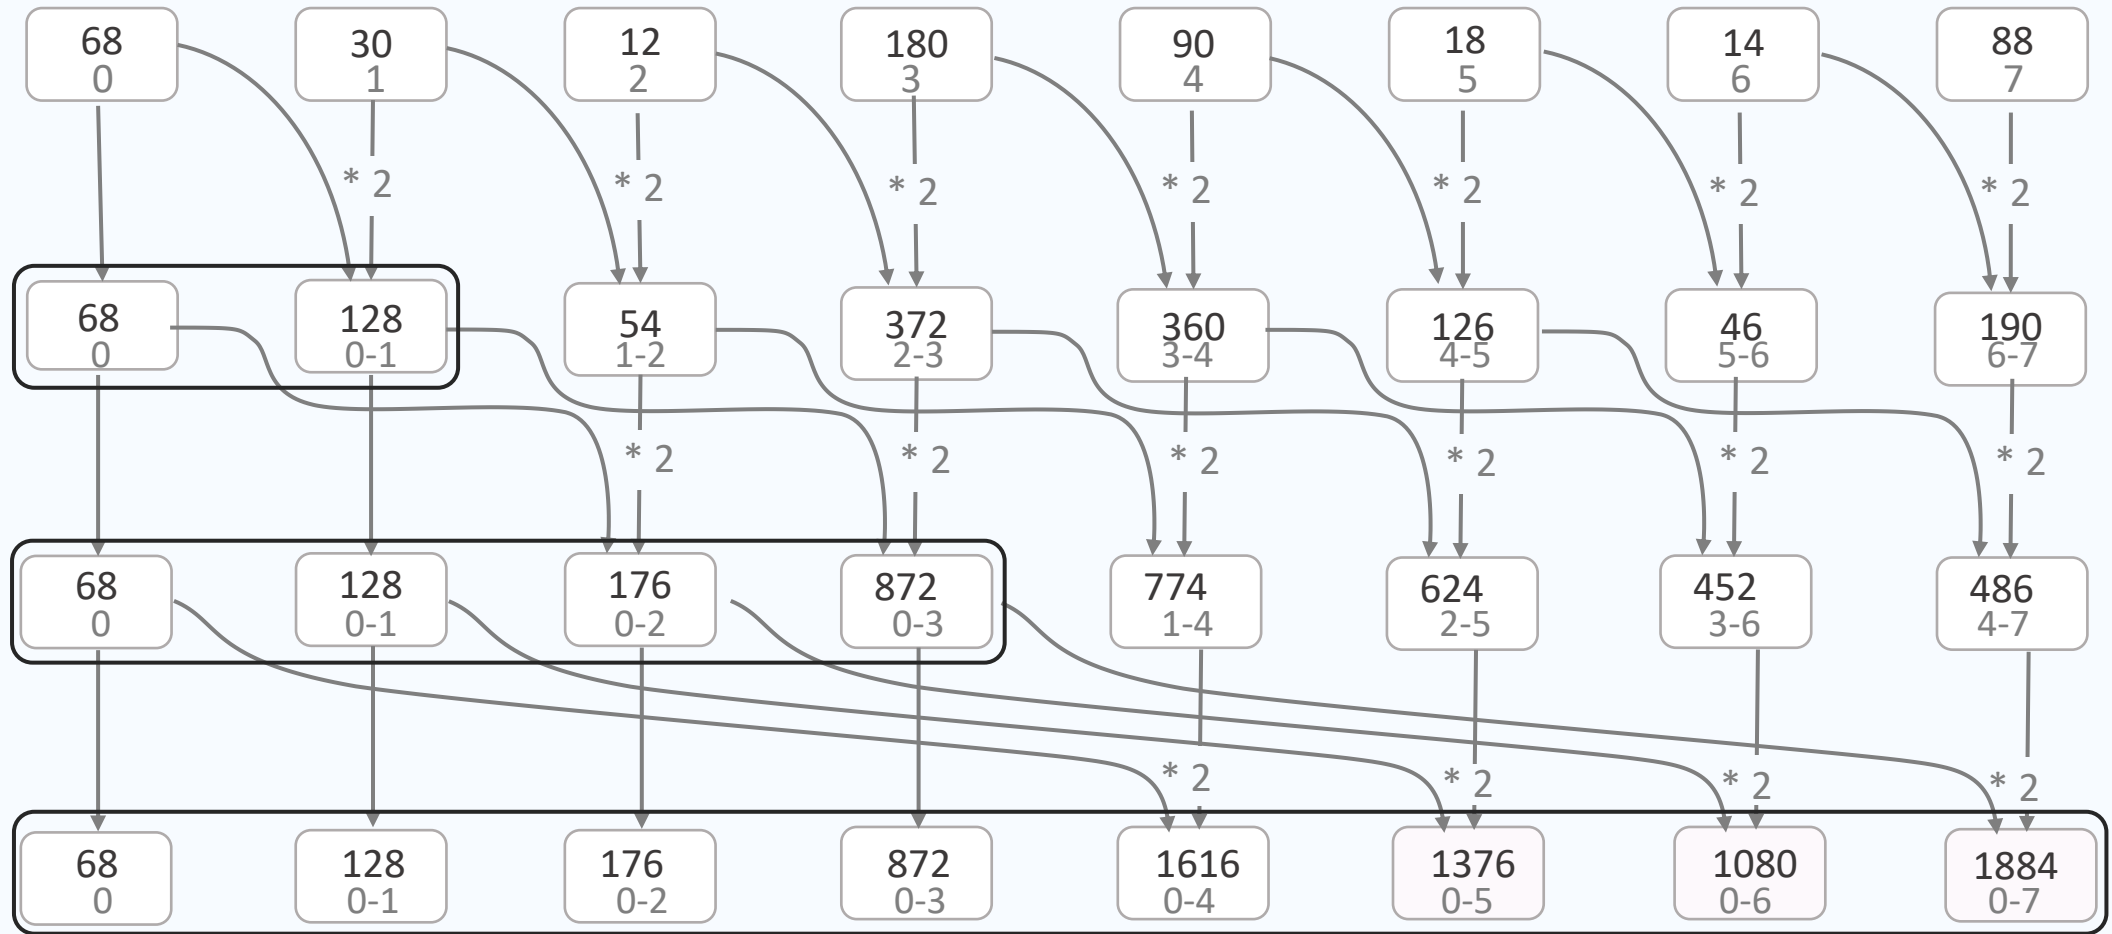 68 30 12 180 90 18 14 88
0 1 2 3 4 5 6 7
* 2 * 2 * 2 * 2 * 2 * 2 * 2
68 128 54 372 360 126 46 190
0 0-1 1-2 2-3 3-4 4-5 5-6 6-7
* 2 * 2 * 2 * 2 * 2 * 2
68 128 176 872 774 624 452 486
0 0-1 0-2 0-3 1-4 2-5 3-6 4-7
* 2 * 2 * 2 * 2
68 128 176 872 1616 1376 1080 1884
0 0-1 0-2 0-3 0-4 0-5 0-6 0-7